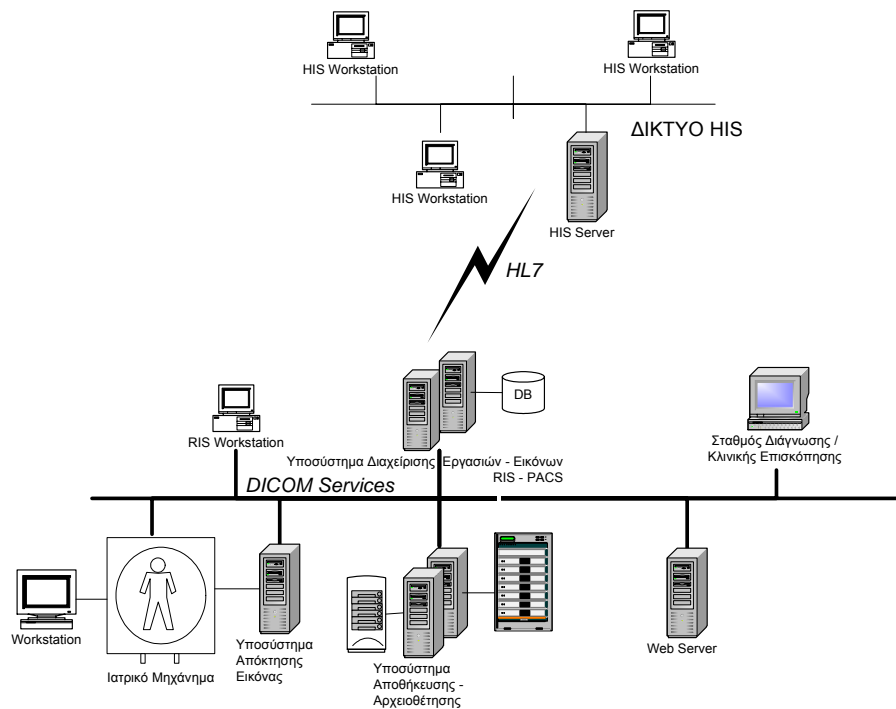 HIS Workstation
HIS Workstation
ΔΙΚΤΥΟ HIS
HIS Workstation
HIS Server
HL7
DB
RIS Workstation
Υποσύστημα Διαχείρισης Εργασιών - Εικόνων
RIS - PACS
Σταθμός Διάγνωσης /
Κλινικής Επισκόπησης
DICOM Services
Workstation
Ιατρικό Μηχάνημα
Υποσύστημα
Απόκτησης
Εικόνας
Υποσύστημα
Αποθήκευσης -
Αρχειοθέτησης
Web Server